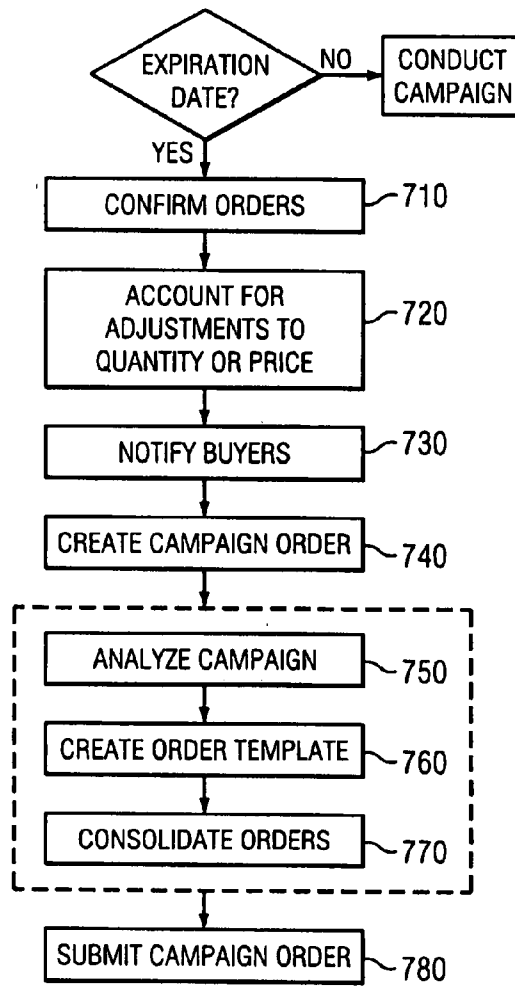 EXPIRATION
DATE?
NO
CONDUCT
CAMPAIGN
YES
CONFIRM ORDERS
710
ACCOUNT FOR
ADJUSTMENTS TO
QUANTITY OR PRICE
720
NOTIFY BUYERS
730
CREATE CAMPAIGN ORDER
740
ANALYZE CAMPAIGN
750
CREATE ORDER TEMPLATE
760
CONSOLIDATE ORDERS
770
SUBMIT CAMPAIGN ORDER
780